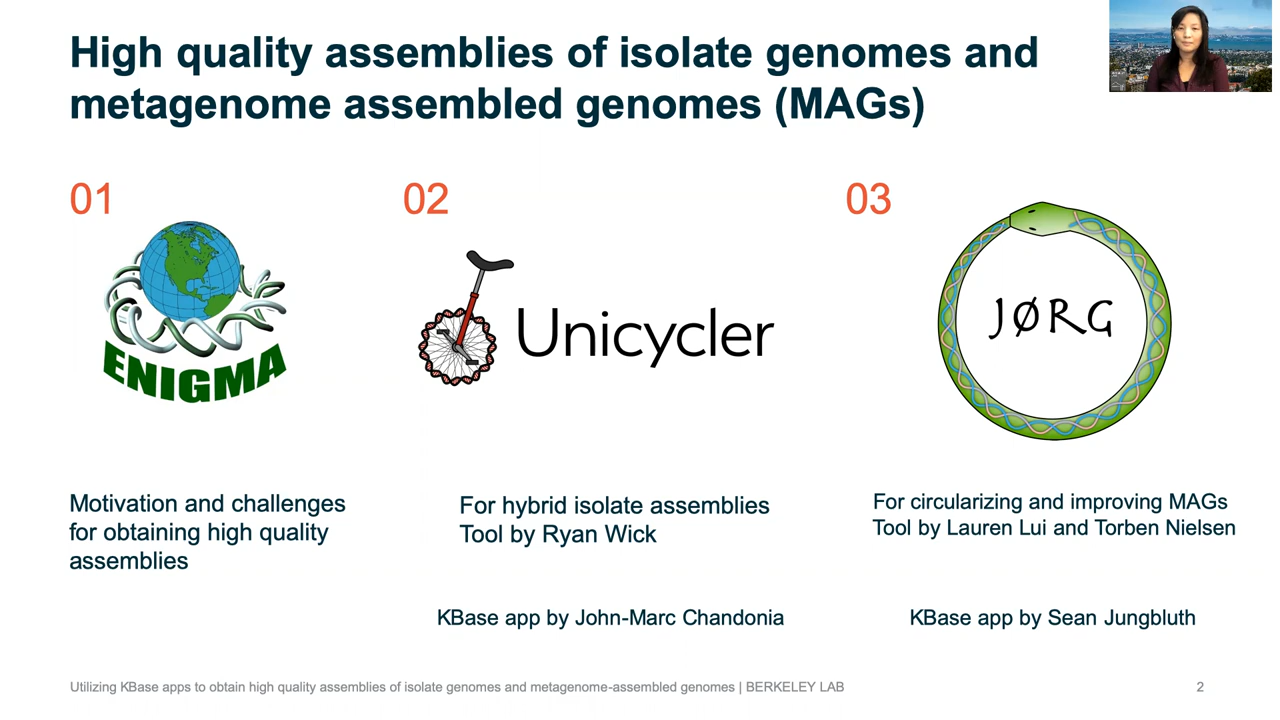 High quality assemblies of isolate genomes and
metagenome assembled genomes (MAGs)
01
ENIGMA
Motivation and challenges
for obtaining high quality
assemblies
02
Unicycler
For hybrid isolate assemblies
Tool by Ryan Wick
KBase app by John-Marc Chandonia
03
JØRG
For circularizing and improving MAGs
Tool by Lauren Lui and Torben Nielsen
KBase app by Sean Jungbluth
Utilizing KBase apps to obtain high quality assemblies of isolate genomes and metagenome-assembled genomes | BERKELEY LAB
2